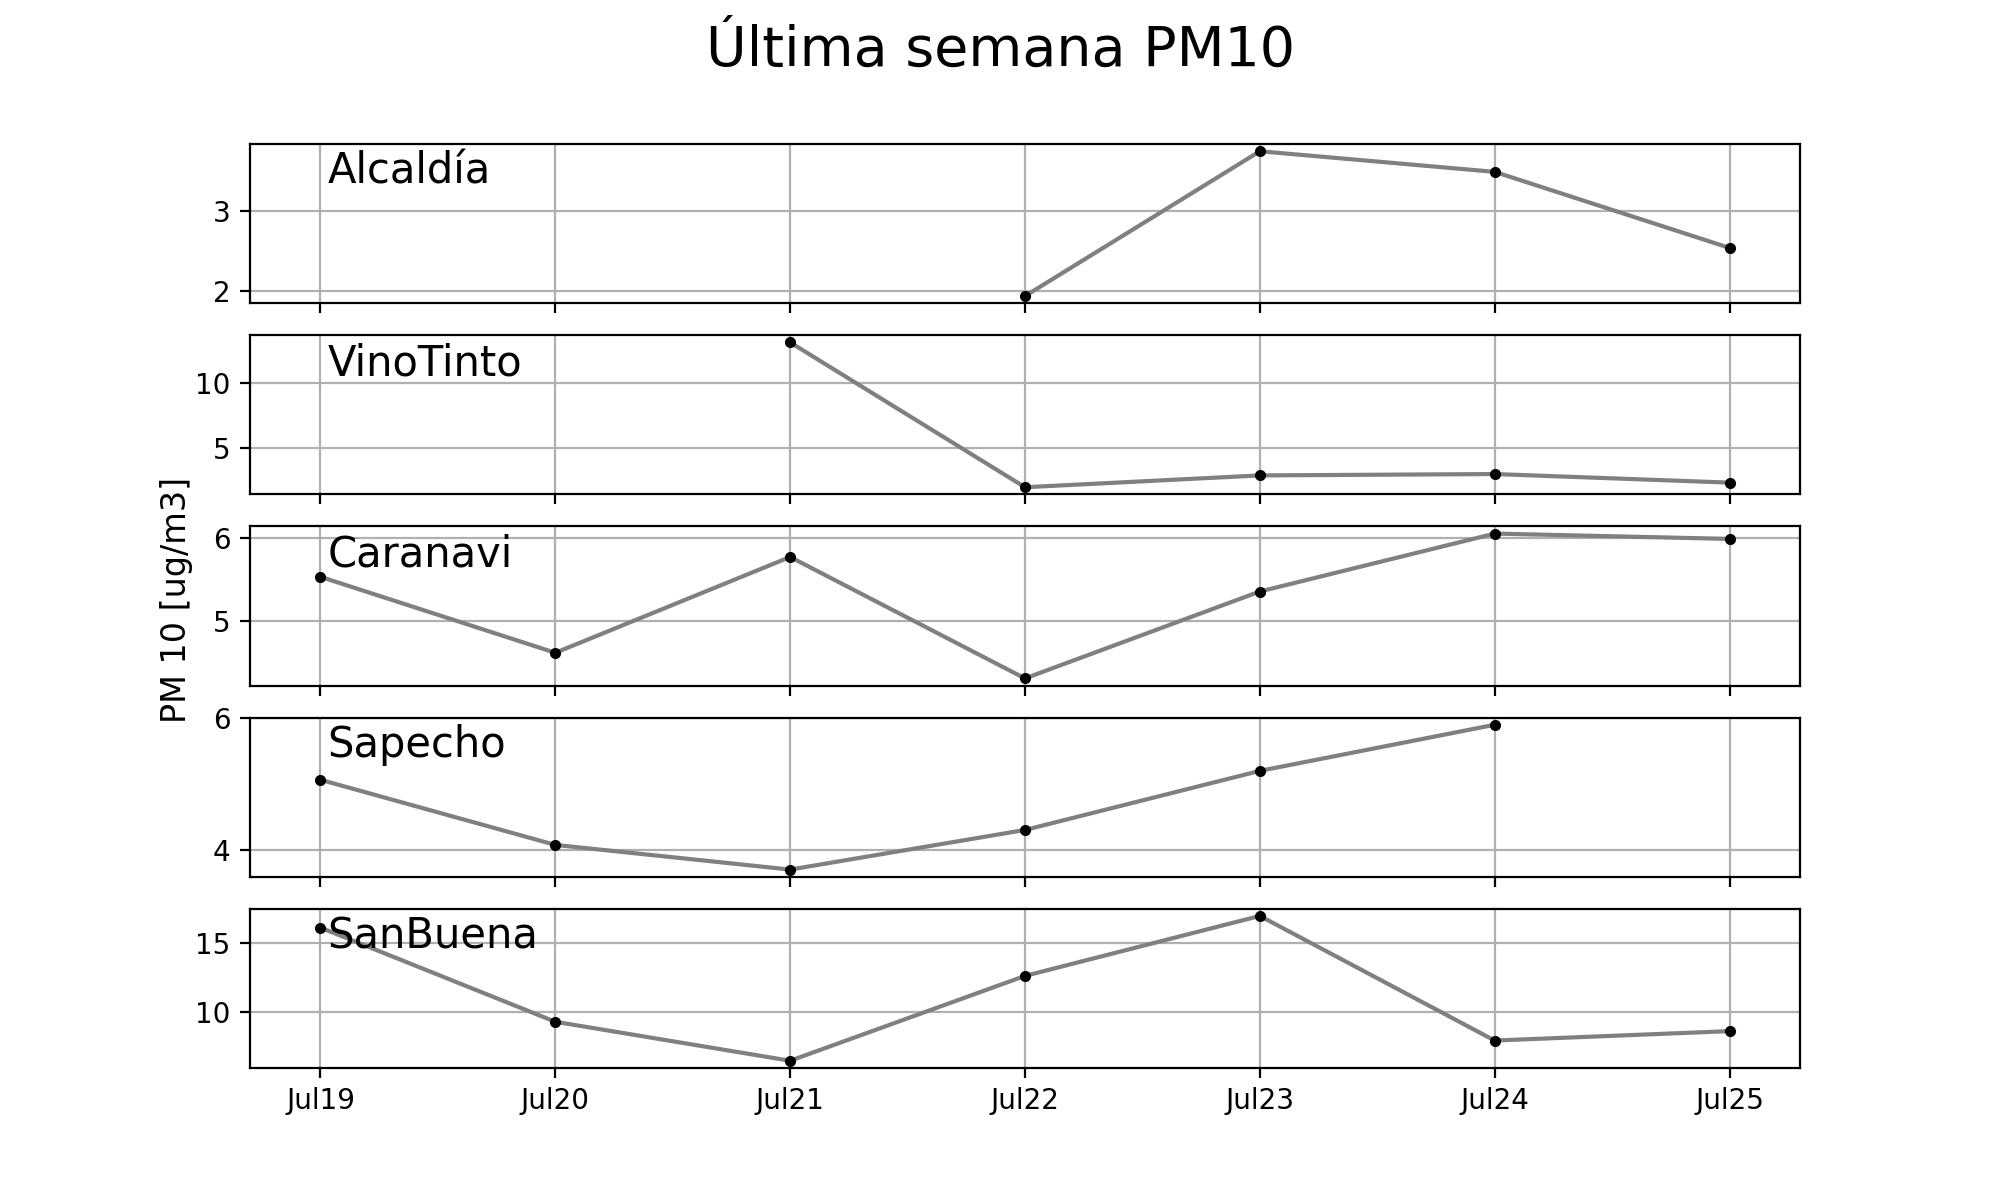 Última semana PM10
Alcaldía
3
2
VinoTinto
10
5
PM 10 [ug/m3]
6
Caranavi
5
6
Sapecho
4
SanBuena
15
10
Jul19 Jul20 Jul21 Jul22 Jul23 Jul24 Jul25